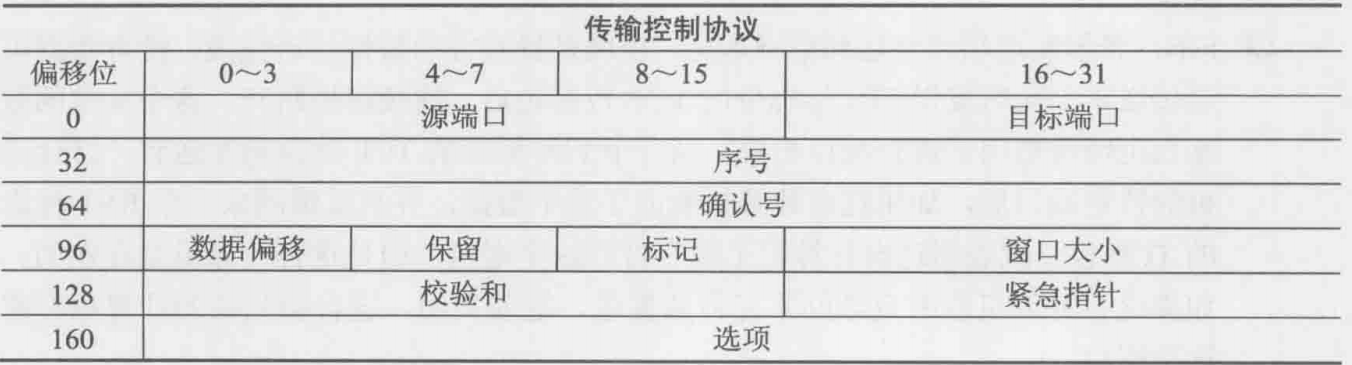 传输控制协议
偏移位 0～3 4～7 8～15 16～31
0 源端口 目标端口
32 序号
64 确认号
96 数据偏移 保留 标记 窗口大小
128 校验和 紧急指针
160 选项